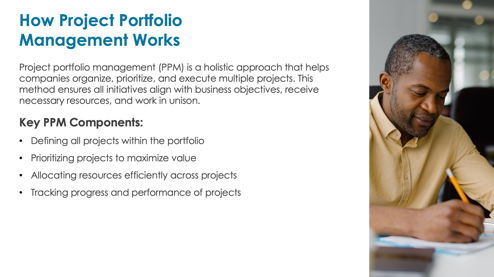 How Project Portfolio
Management Works
Project portfolio management (PPM) is a holistic approach that helps
companies organize, prioritize, and execute multiple projects. This
method ensures all initiatives align with business objectives, receive
necessary resources, and work in unison.
Key PPM Components:
• Defining all projects within the portfolio
• Prioritizing projects to maximize value
• Allocating resources efficiently across projects
• Tracking progress and performance of projects